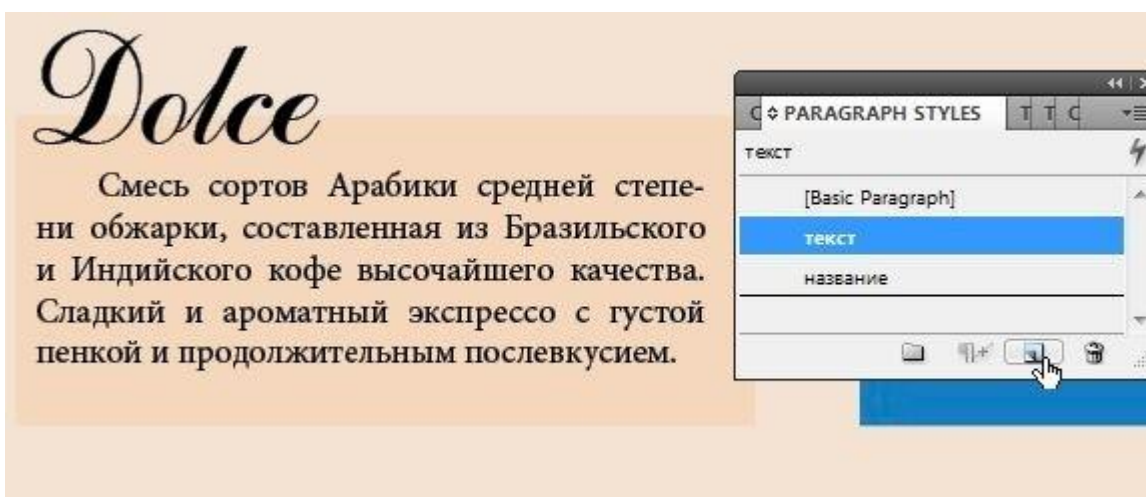 Dolce
Смесь сортов Арабики средней степе-
ни обжарки, составленная из Бразильского
и Индийского кофе высочайшего качества.
Сладкий и ароматный экспрессо с густой
пенкой и продолжительным послевкусием.
PARAGRAPH STYLES
текст
[Basic Paragraph]
текст
название